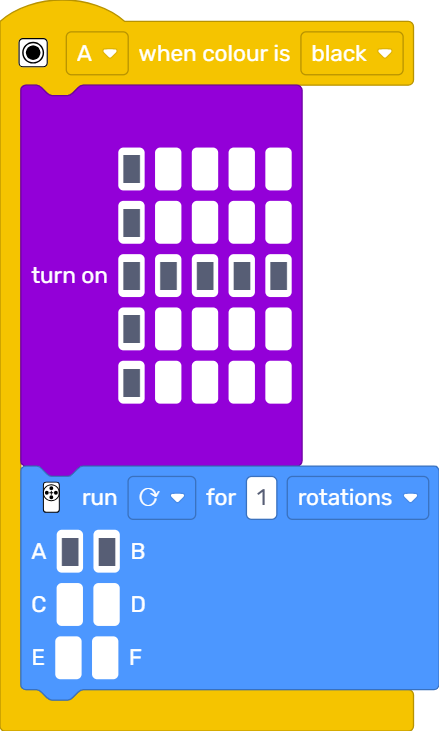 A when colour is black
turn on
run for 1 rotations
A B
C D
E F